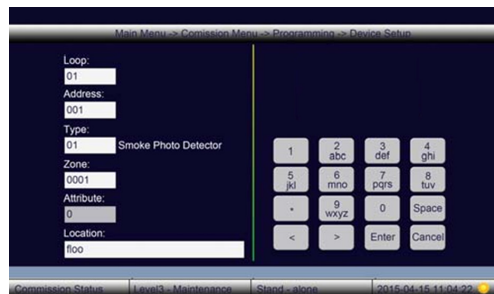 Main Menu -> Comission Menu -> Programming -> Device Setup
Loop:
01
Address:
001
Type:
01 Smoke Photo Detector
Zone:
0001
Attribute:
0
Location:
floo
1 2 abc 3 def 4 ghi
5 jkl 6 mno 7 pqrs 8 tuv
* 9 wxyz 0 Space
< > Enter Cancel
Commission Status Level3 - Maintenance Stand - alone 2015-04-15 11:04:22